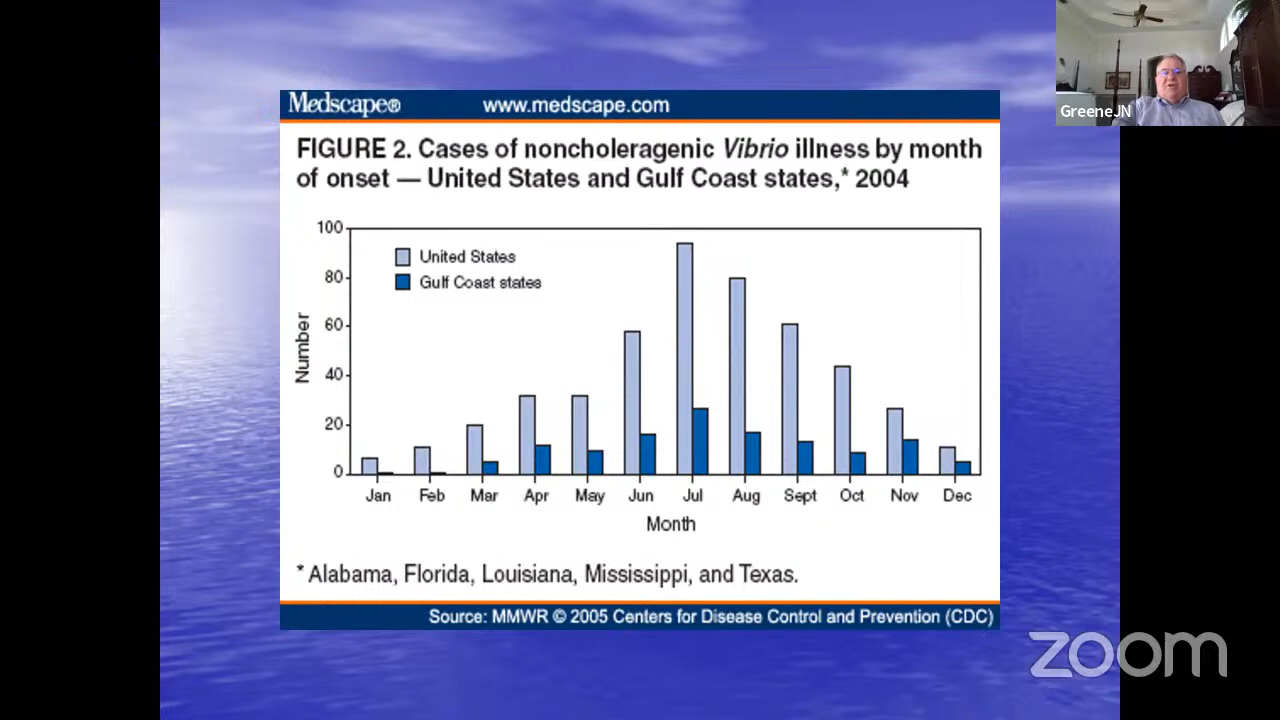 GreeneJN
Medscape® www.medscape.com
FIGURE 2. Cases of noncholeragenic Vibrio illness by month
of onset — United States and Gulf Coast states,* 2004
100
80
60
40
20
0
Number
United States
Gulf Coast states
Jan Feb Mar Apr May Jun Jul Aug Sept Oct Nov Dec
Month
* Alabama, Florida, Louisiana, Mississippi, and Texas.
Source: MMWR © 2005 Centers for Disease Control and Prevention (CDC)
zoom